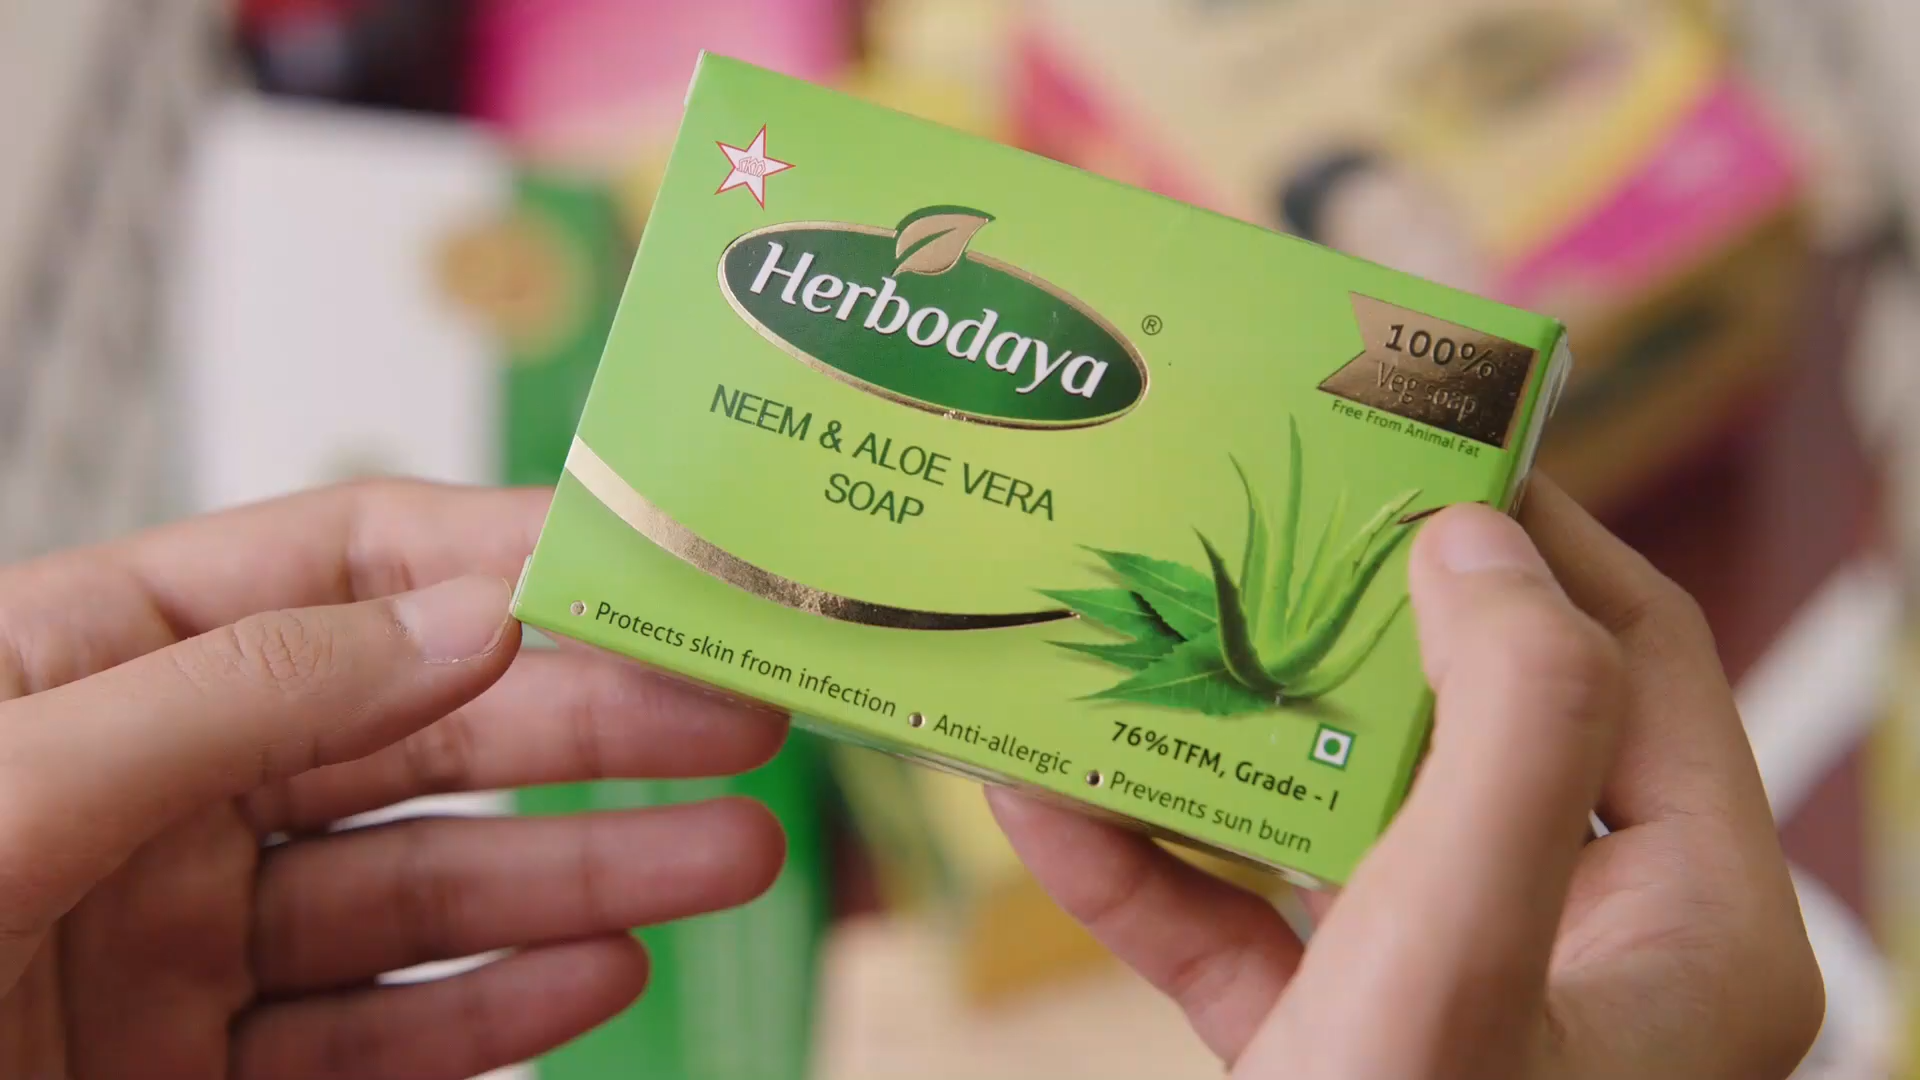 SKM
Herbodaya
®
NEEM & ALOE VERA
SOAP
100%
Veg soap
Free From Animal Fat
76%TFM, Grade - I
Protects skin from infection
Anti-allergic
Prevents sun burn